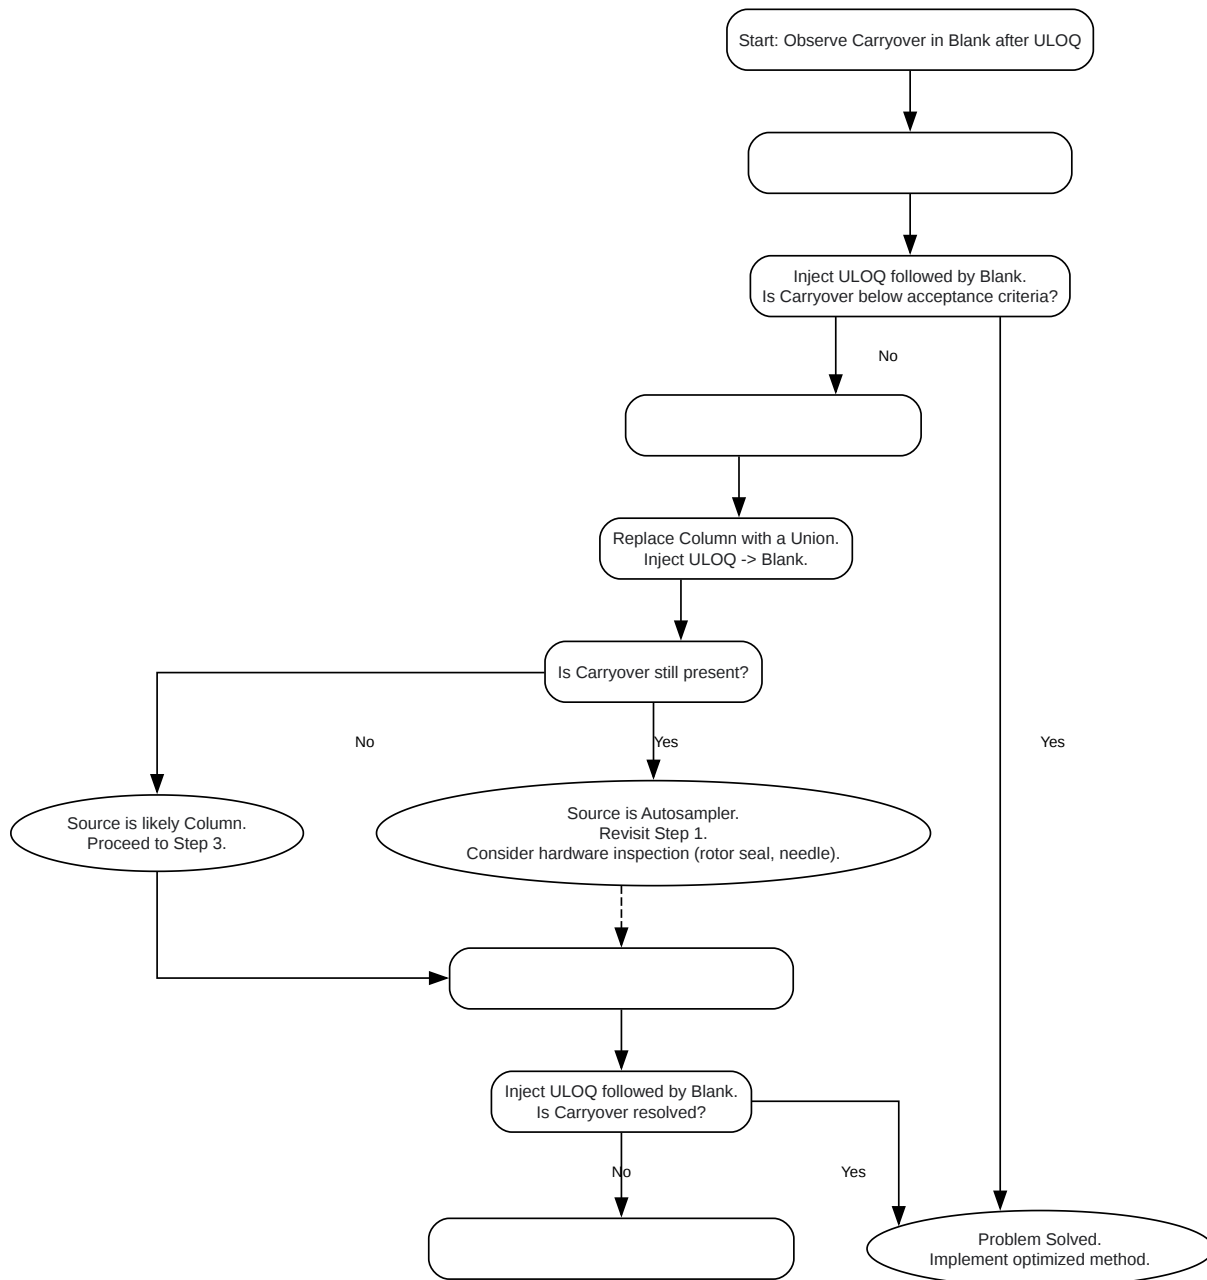 Start: Observe Carryover in Blank after ULOQ
Inject ULOQ followed by Blank.
Is Carryover below acceptance criteria?
No
Replace Column with a Union.
Inject ULOQ -> Blank.
Is Carryover still present?
No
Yes
Yes
Source is likely Column.
Proceed to Step 3.
Source is Autosampler.
Revisit Step 1.
Consider hardware inspection (rotor seal, needle).
Inject ULOQ followed by Blank.
Is Carryover resolved?
No
Yes
Problem Solved.
Implement optimized method.